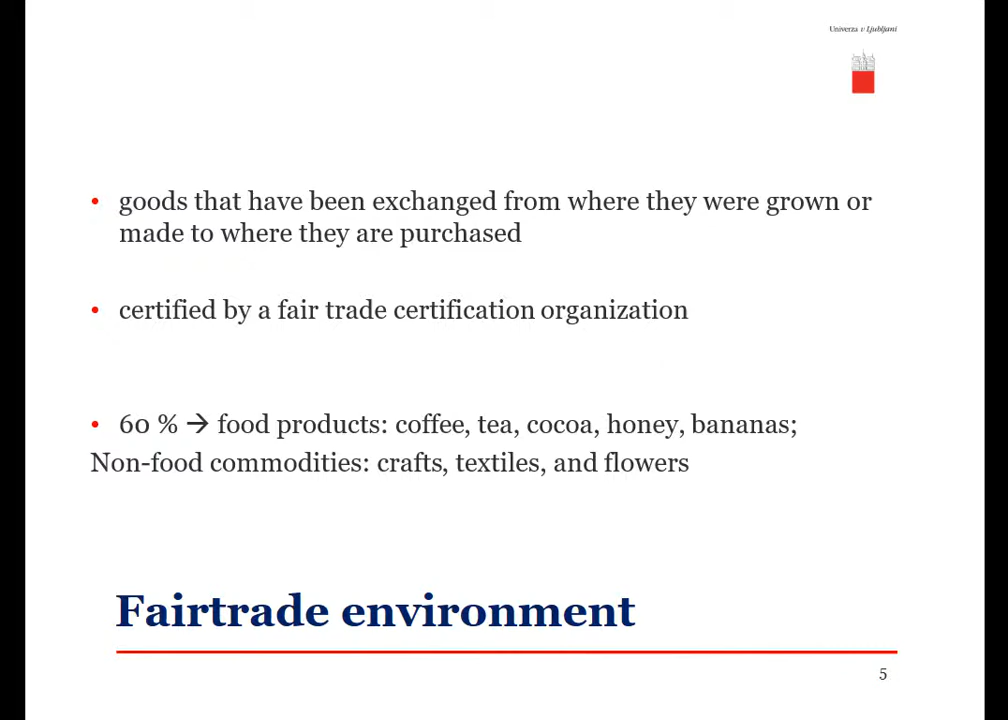 Univerza v Ljubljani
• goods that have been exchanged from where they were grown or
made to where they are purchased
• certified by a fair trade certification organization
• 60 % → food products: coffee, tea, cocoa, honey, bananas;
Non-food commodities: crafts, textiles, and flowers
Fairtrade environment
5